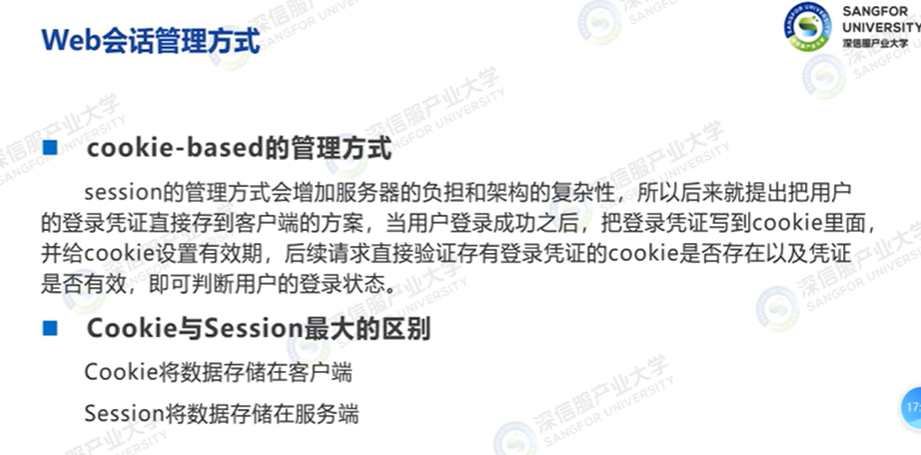 Web会话管理方式
SANGFOR
UNIVERSITY
深信服产业大学
cookie-based的管理方式
session的管理方式会增加服务器的负担和架构的复杂性，所以后来就提出把用户
的登录凭证直接存到客户端的方案，当用户登录成功之后，把登录凭证写到cookie里面，
并给cookie设置有效期，后续请求直接验证存有登录凭证的cookie是否存在以及凭证
是否有效，即可判断用户的登录状态。
Cookie与Session最大的区别
Cookie将数据存储在客户端
Session将数据存储在服务端
17: